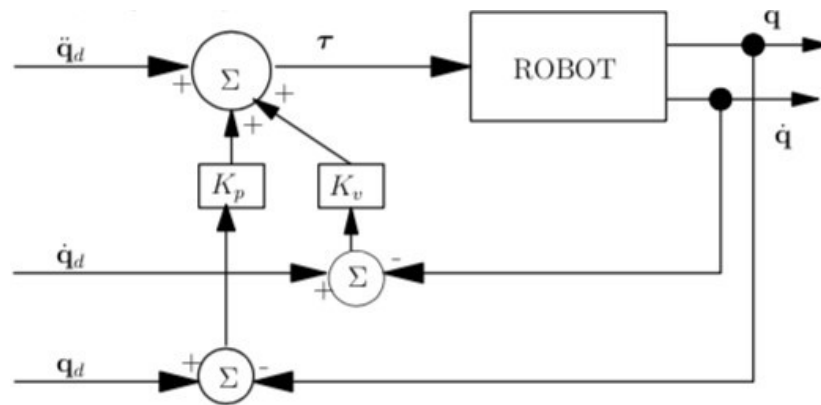 q
q̈d
τ
ROBOT
+
Σ
+
+
q̇
Kp
Kv
q̇d
-
Σ
+
qd
+
-
Σ